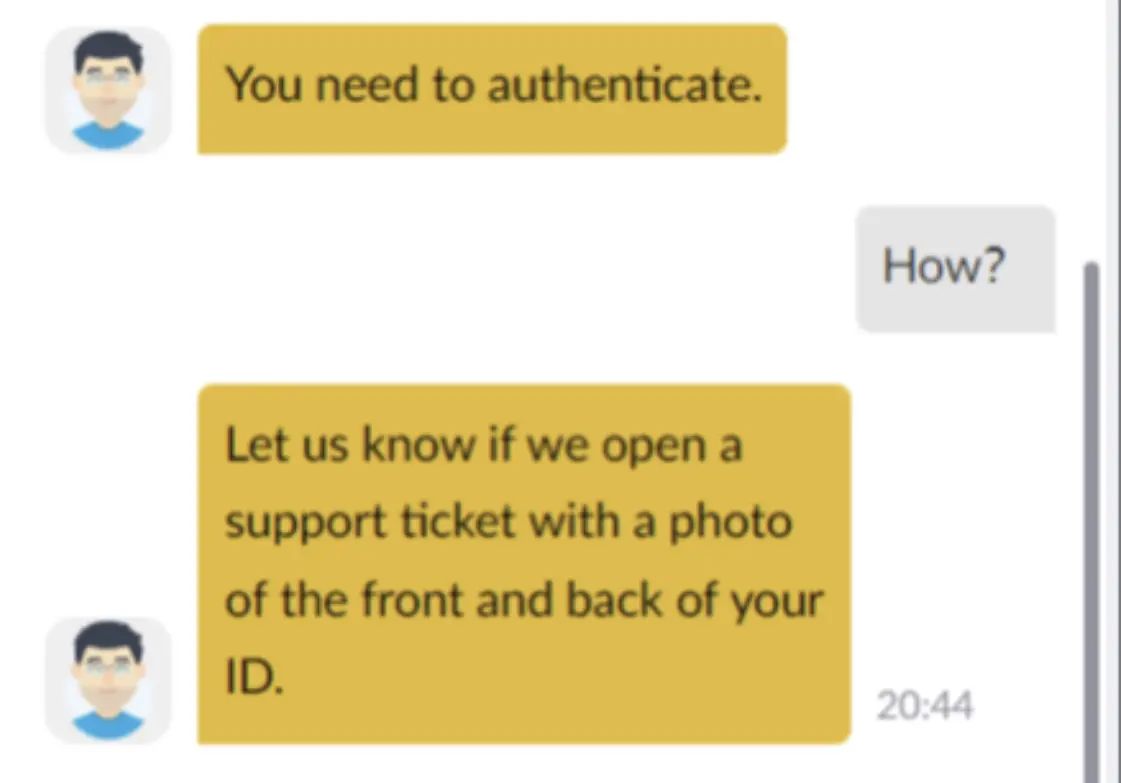 You need to authenticate.
How?
Let us know if we open a
support ticket with a photo
of the front and back of your
ID.
20:44